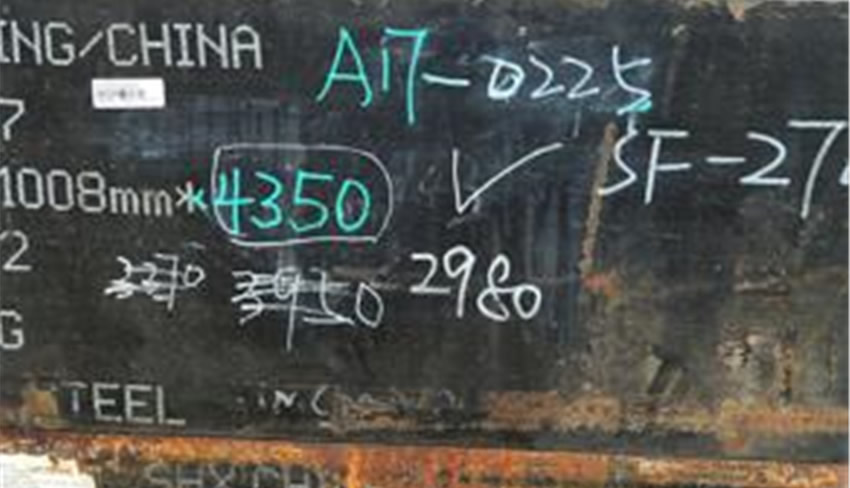 ING/CHINA A17-0225
7 SF-27
1008mm*4350 ✓
2 2980
G
TEEL